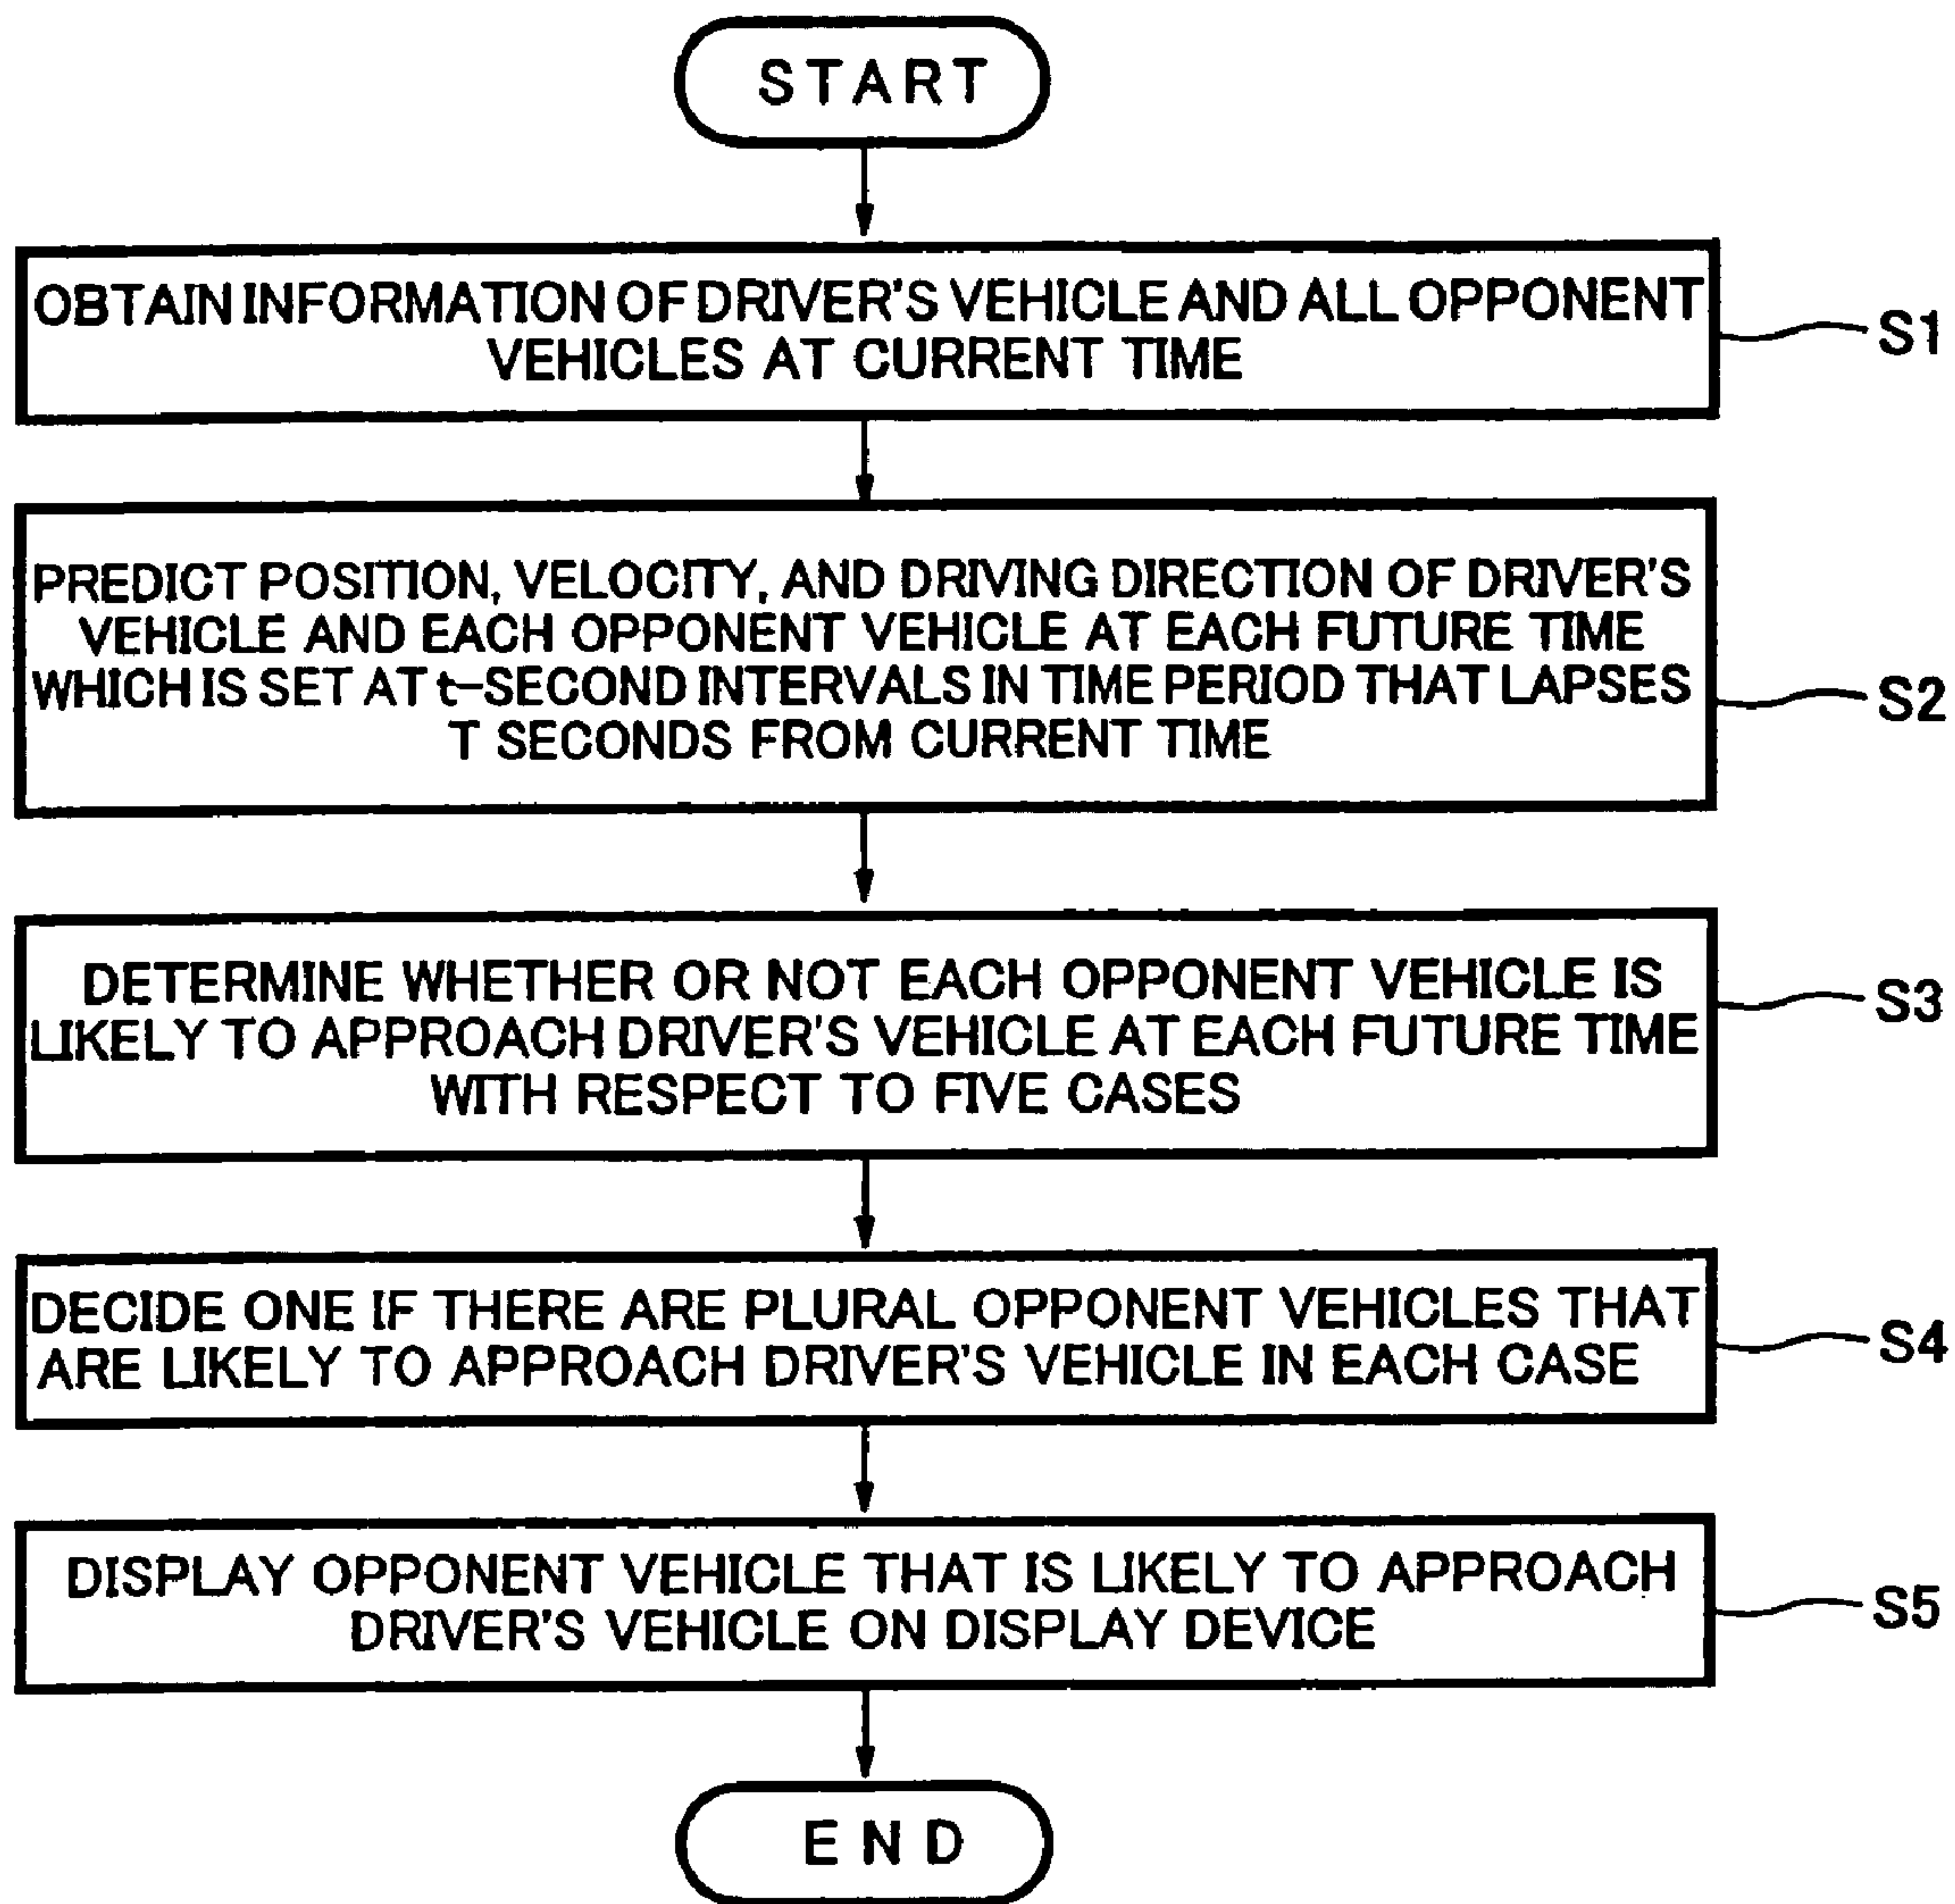 START
OBTAIN INFORMATION OF DRIVER'S VEHICLE AND ALL OPPONENT
VEHICLES AT CURRENT TIME
S1
PREDICT POSITION, VELOCITY, AND DRIVING DIRECTION OF DRIVER'S
VEHICLE AND EACH OPPONENT VEHICLE AT EACH FUTURE TIME
WHICH IS SET AT t-SECOND INTERVALS IN TIME PERIOD THAT LAPSES
T SECONDS FROM CURRENT TIME
S2
DETERMINE WHETHER OR NOT EACH OPPONENT VEHICLE IS
LIKELY TO APPROACH DRIVER'S VEHICLE AT EACH FUTURE TIME
WITH RESPECT TO FIVE CASES
S3
DECIDE ONE IF THERE ARE PLURAL OPPONENT VEHICLES THAT
ARE LIKELY TO APPROACH DRIVER'S VEHICLE IN EACH CASE
S4
DISPLAY OPPONENT VEHICLE THAT IS LIKELY TO APPROACH
DRIVER'S VEHICLE ON DISPLAY DEVICE
S5
END